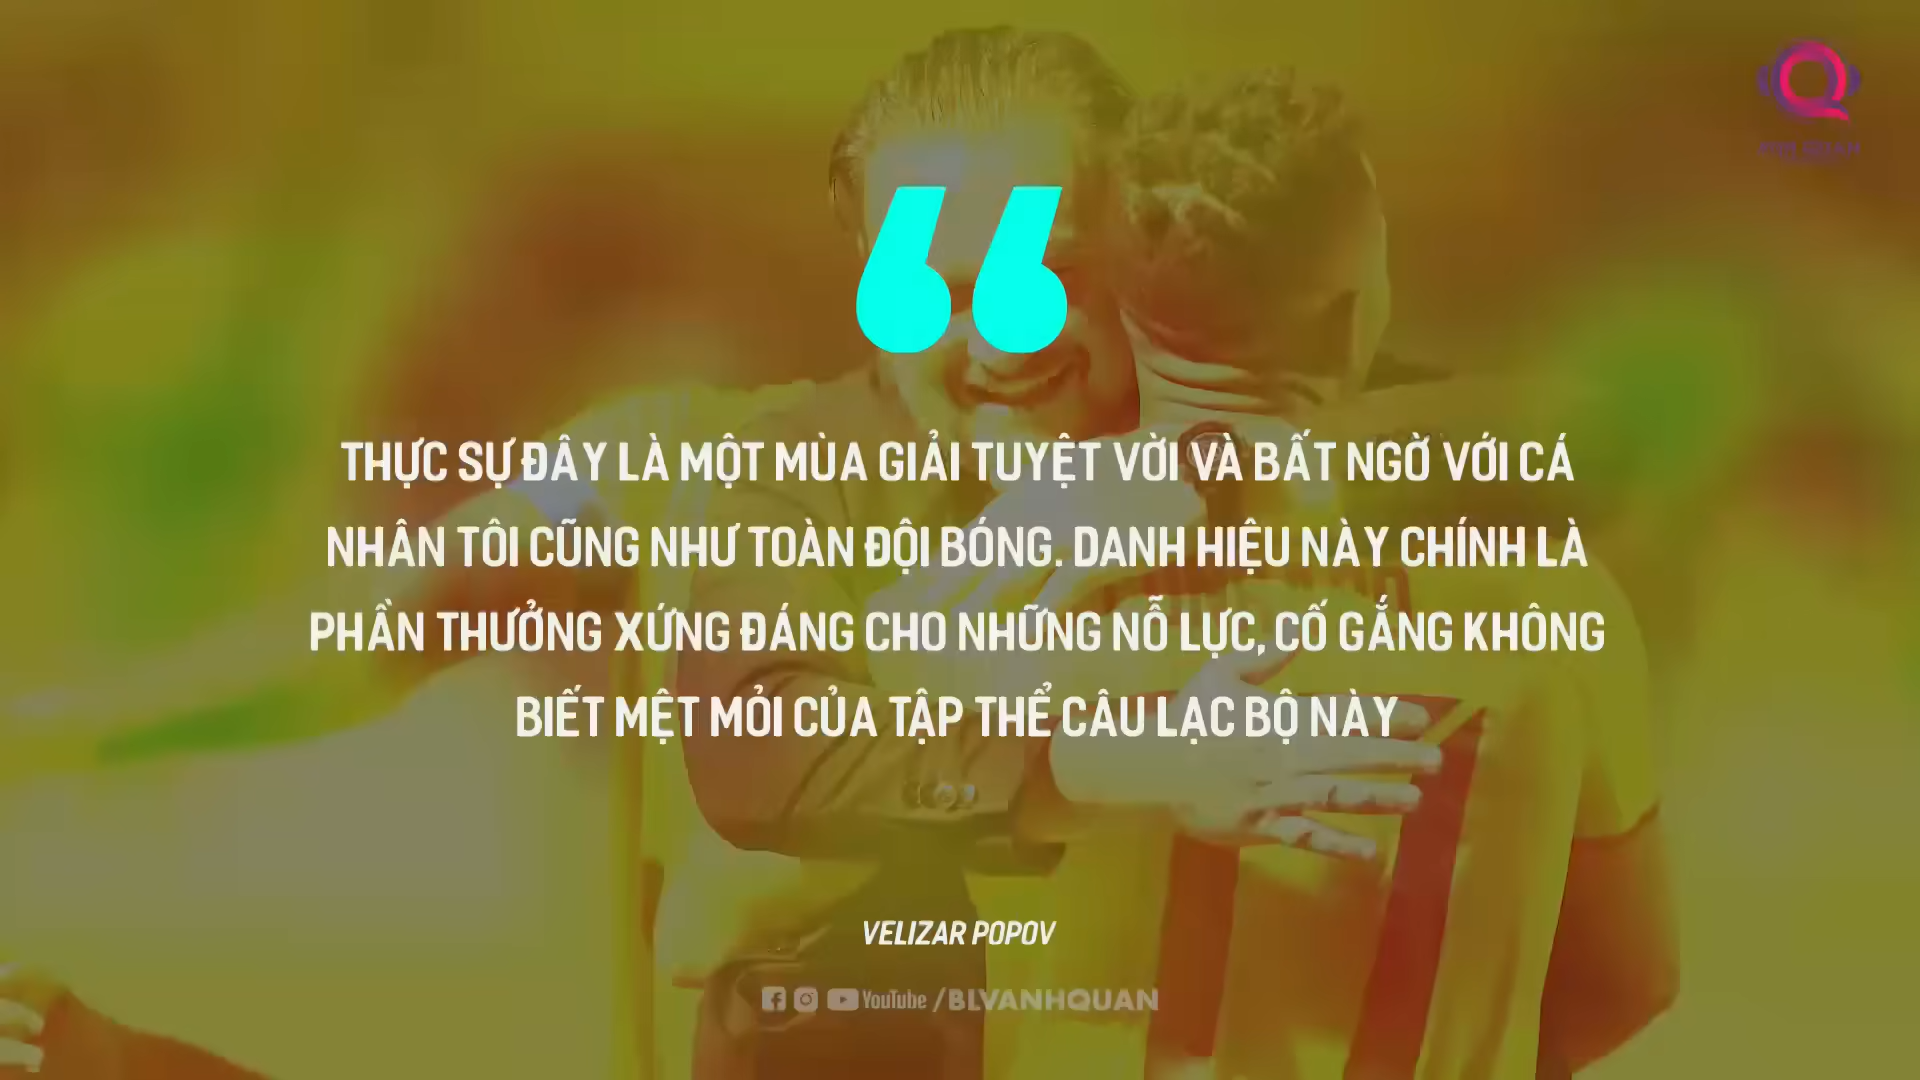 THỰC SỰ ĐÂY LÀ MỘT MÙA GIẢI TUYỆT VỜI VÀ BẤT NGỜ VỚI CÁ
NHÂN TÔI CŨNG NHƯ TOÀN ĐỘI BÓNG. DANH HIỆU NÀY CHÍNH LÀ
PHẦN THƯỞNG XỨNG ĐÁNG CHO NHỮNG NỖ LỰC, CỐ GẮNG KHÔNG
BIẾT MỆT MỎI CỦA TẬP THỂ CÂU LẠC BỘ NÀY
VELIZAR POPOV
YouTube /BLVANHQUAN